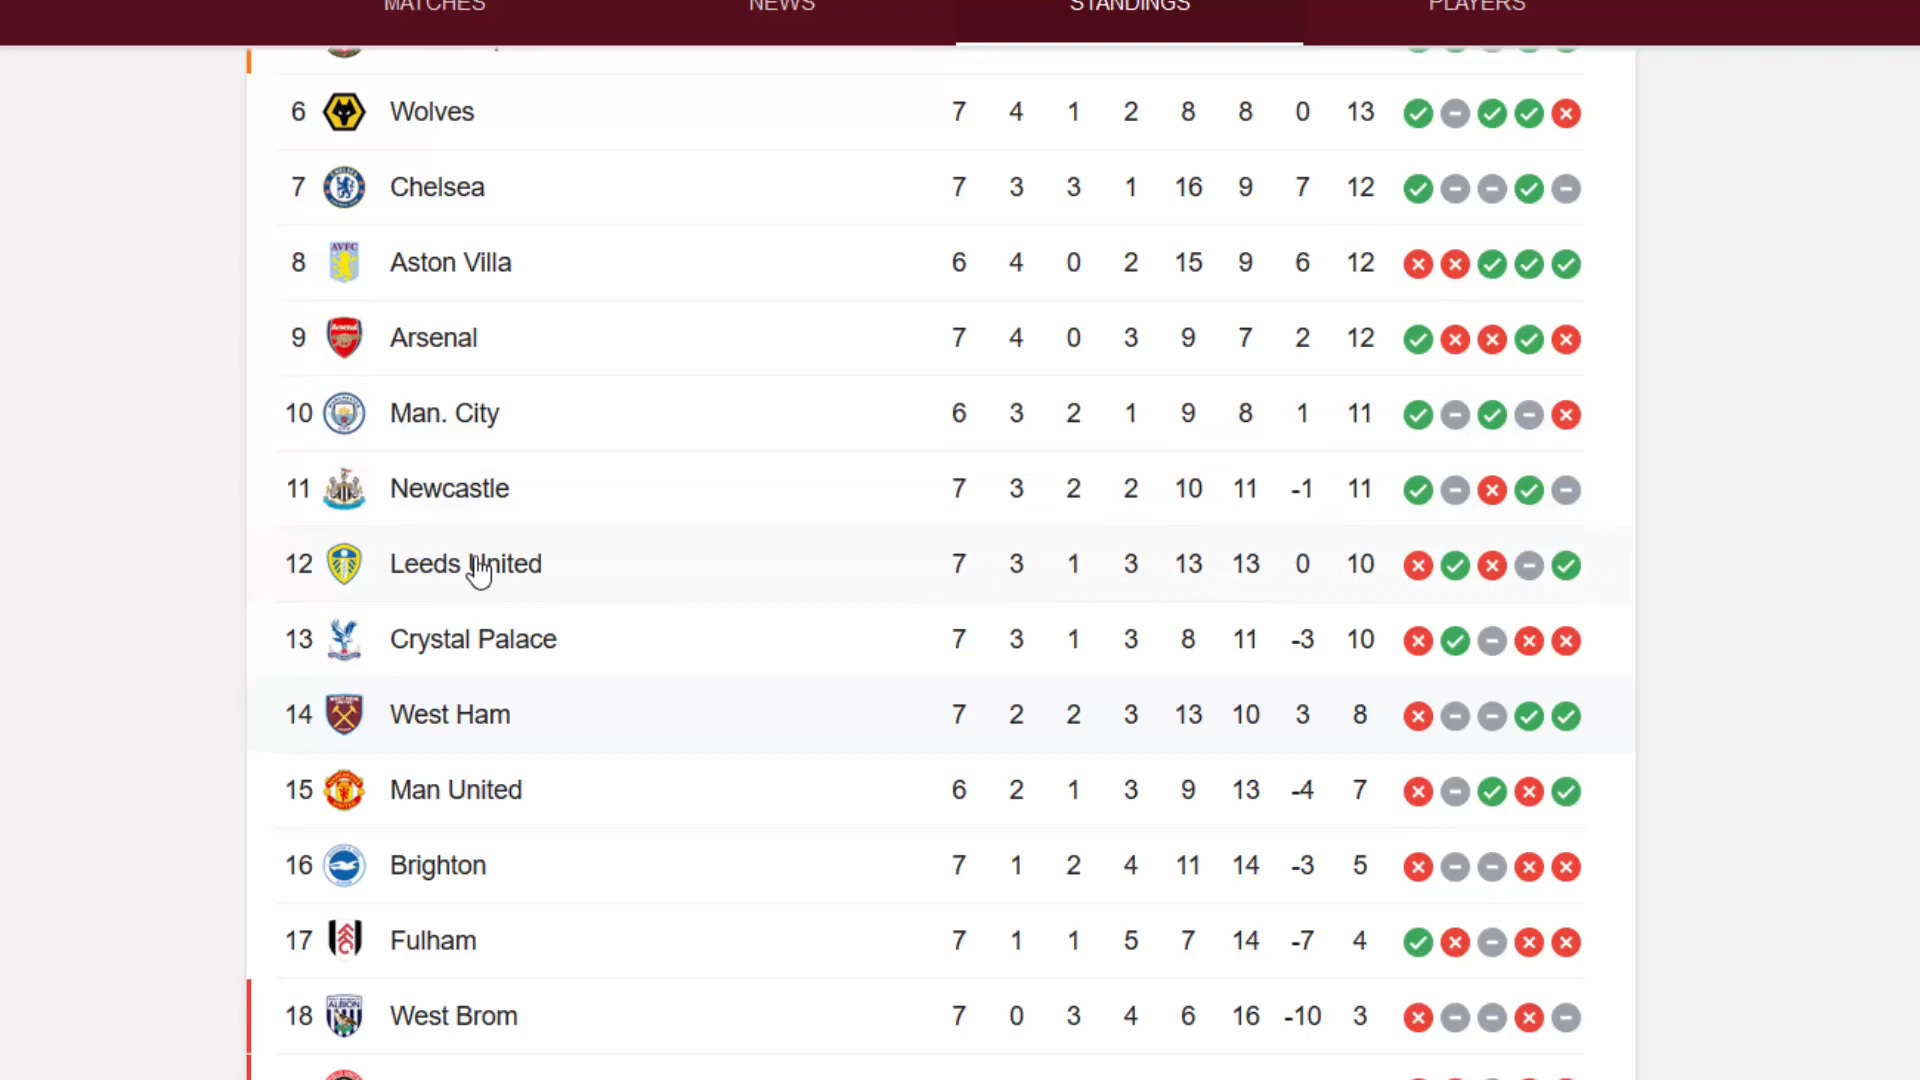 MATCHES NEWS STANDINGS PLAYERS
6 Wolves 7 4 1 2 8 8 0 13
7 Chelsea 7 3 3 1 16 9 7 12
8 Aston Villa 6 4 0 2 15 9 6 12
9 Arsenal 7 4 0 3 9 7 2 12
10 Man. City 6 3 2 1 9 8 1 11
11 Newcastle 7 3 2 2 10 11 -1 11
12 Leeds United 7 3 1 3 13 13 0 10
13 Crystal Palace 7 3 1 3 8 11 -3 10
14 West Ham 7 2 2 3 13 10 3 8
15 Man United 6 2 1 3 9 13 -4 7
16 Brighton 7 1 2 4 11 14 -3 5
17 Fulham 7 1 1 5 7 14 -7 4
18 West Brom 7 0 3 4 6 16 -10 3